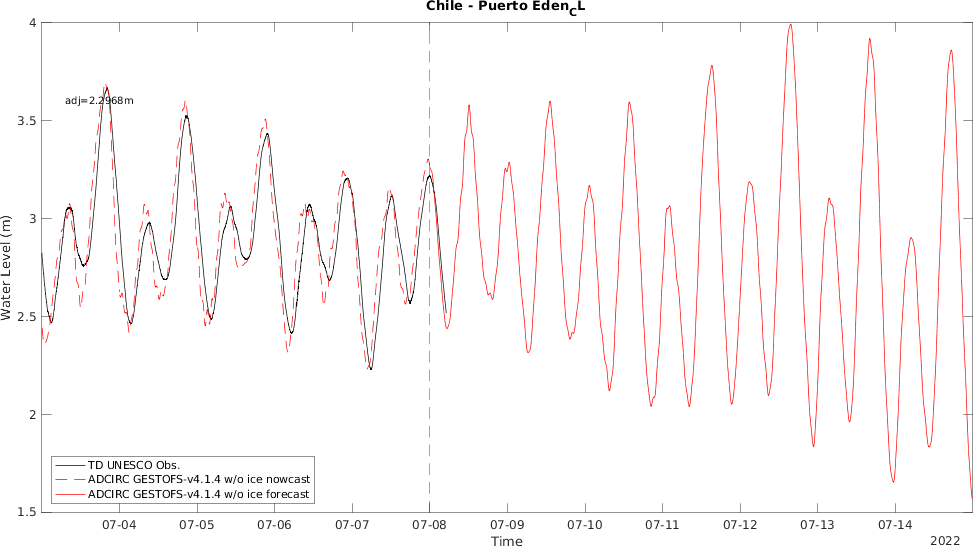 Chile - Puerto Eden_CL
adj=2.2968m
4
3.5
3
2.5
2
1.5
Water Level (m)
TD UNESCO Obs.
ADCIRC GESTOFS-v4.1.4 w/o ice nowcast
ADCIRC GESTOFS-v4.1.4 w/o ice forecast
07-04 07-05 07-06 07-07 07-08 07-09 07-10 07-11 07-12 07-13 07-14
Time
2022